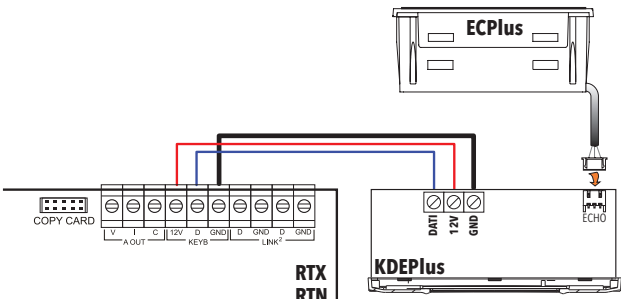 ECPlus
COPY CARD
V I C 12V D GND D GND D GND
A OUT KEYB LINK²
DATI 12V GND
ECHO
KDEPlus
RTX
RTN